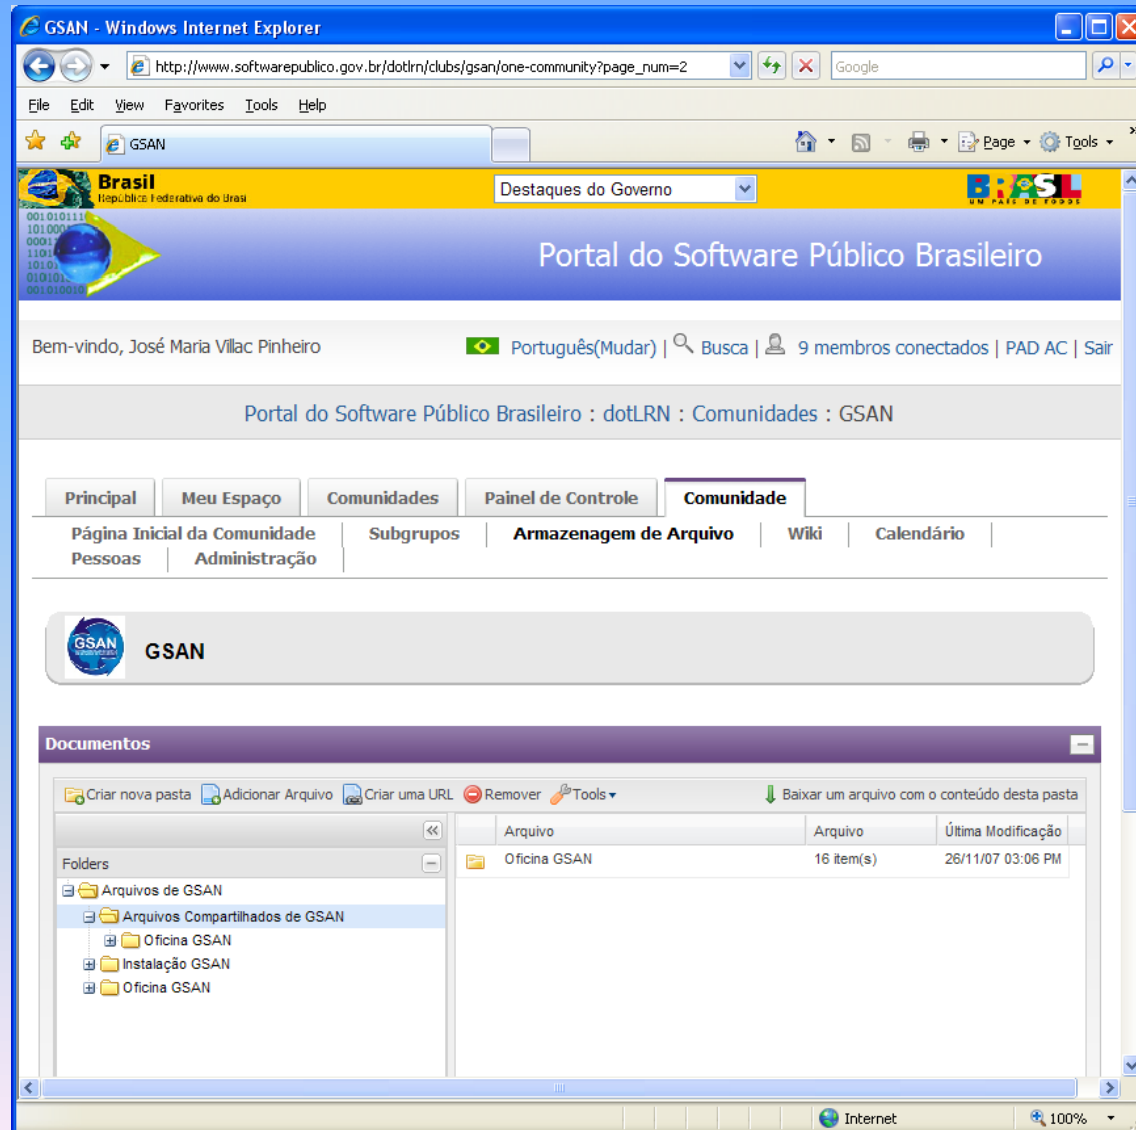 GSAN - Windows Internet Explorer
http://www.softwarepublico.gov.br/dotlrn/clubs/gsan/one-community?page_num=2
Google
File Edit View Favorites Tools Help
GSAN
Page Tools
Brasil
República Federativa do Brasi
Destaques do Governo
BRASIL
UM PAÍS DE TODOS
Portal do Software Público Brasileiro
Bem-vindo, José Maria Villac Pinheiro
Português(Mudar) | Busca | 9 membros conectados | PAD AC | Sair
Portal do Software Público Brasileiro : dotLRN : Comunidades : GSAN
Principal Meu Espaço Comunidades Painel de Controle Comunidade
Página Inicial da Comunidade Subgrupos Armazenagem de Arquivo Wiki Calendário
Pessoas Administração
GSAN
GSAN
Documentos
Criar nova pasta Adicionar Arquivo Criar uma URL Remover Tools Baixar um arquivo com o conteúdo desta pasta
Arquivo Arquivo Última Modificação
Folders
Oficina GSAN 16 item(s) 26/11/07 03:06 PM
Arquivos de GSAN
Arquivos Compartilhados de GSAN
Oficina GSAN
Instalação GSAN
Oficina GSAN
Internet 100%